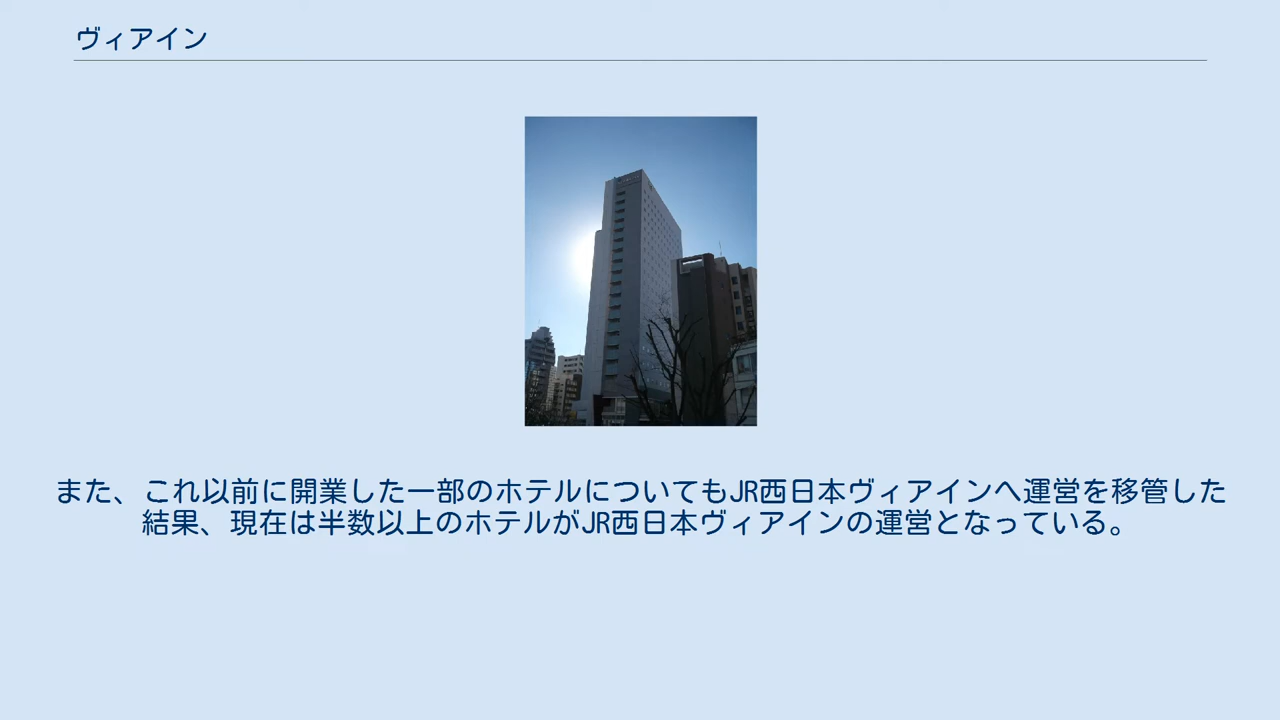 ヴィアイン
また、これ以前に開業した一部のホテルについてもJR西日本ヴィアインへ運営を移管した
結果、現在は半数以上のホテルがJR西日本ヴィアインの運営となっている。